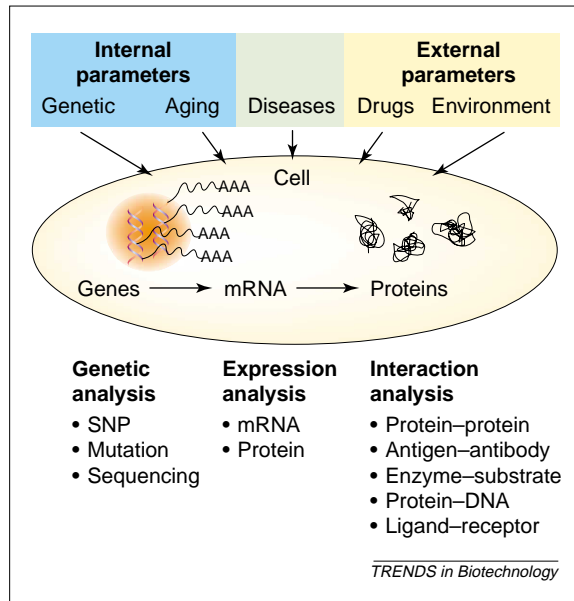 Internal parameters
External parameters
Genetic Aging Diseases Drugs Environment
Cell
AAA
AAA
AAA
AAA
Genes mRNA Proteins
Genetic analysis
• SNP
• Mutation
• Sequencing
Expression analysis
• mRNA
• Protein
Interaction analysis
• Protein–protein
• Antigen–antibody
• Enzyme–substrate
• Protein–DNA
• Ligand–receptor
TRENDS in Biotechnology